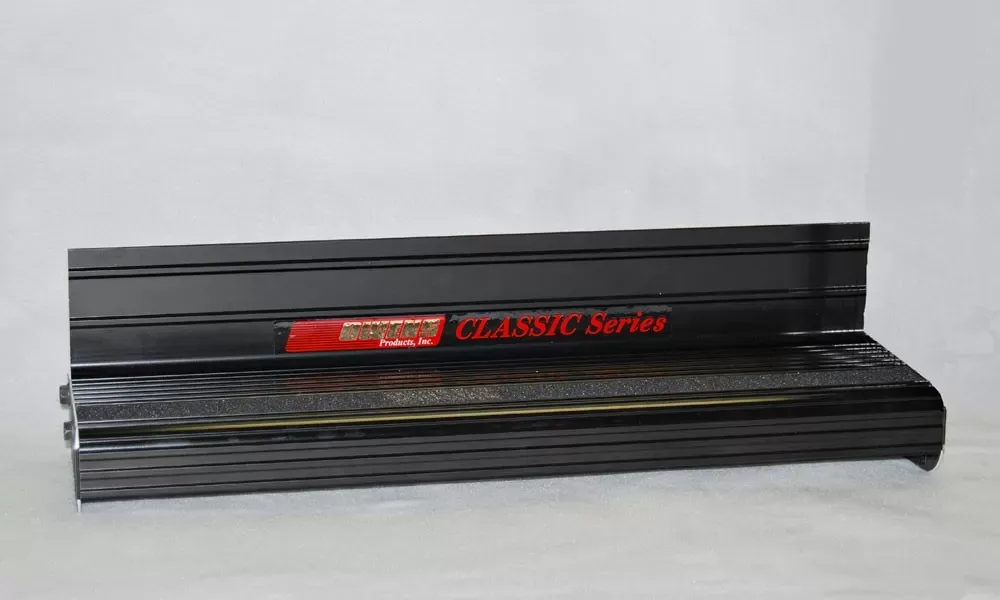 CLASSIC Series
Products, Inc.